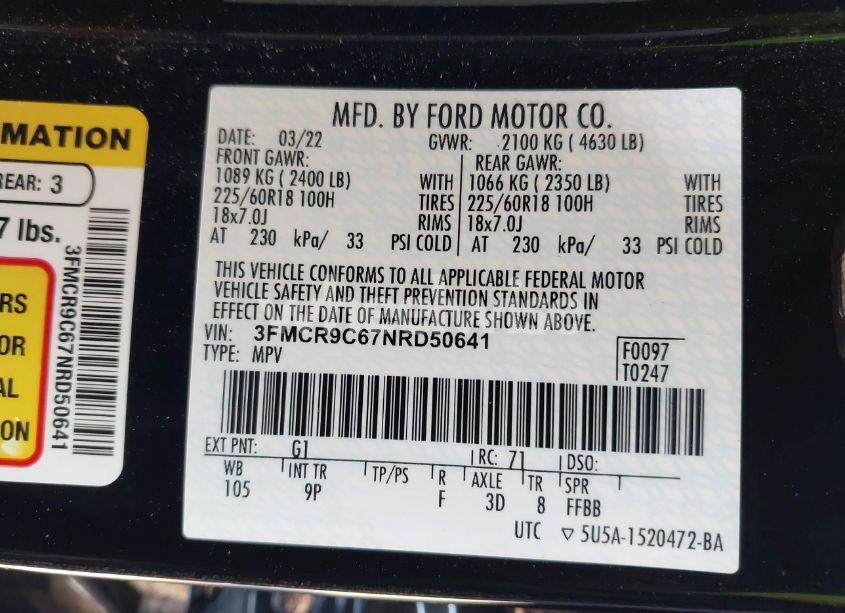 MATION
REAR: 3
7 lbs.
RS
OR
AL
ON
3FMCR9C67NRD50641
MFD. BY FORD MOTOR CO.
DATE: 03/22 GVWR: 2100 KG ( 4630 LB)
FRONT GAWR: REAR GAWR:
1089 KG ( 2400 LB) WITH 1066 KG ( 2350 LB) WITH
225/60R18 100H TIRES 225/60R18 100H TIRES
18x7.0J RIMS 18x7.0J RIMS
AT 230 kPa/ 33 PSI COLD AT 230 kPa/ 33 PSI COLD
THIS VEHICLE CONFORMS TO ALL APPLICABLE FEDERAL MOTOR
VEHICLE SAFETY AND THEFT PREVENTION STANDARDS IN
EFFECT ON THE DATE OF MANUFACTURE SHOWN ABOVE.
VIN: 3FMCR9C67NRD50641
TYPE: MPV
F0097
T0247
EXT PNT: G1 RC: 71 DSO:
WB INT TR TP/PS R AXLE TR SPR
105 9P F 3D 8 FFBB
UTC ▽ 5U5A-1520472-BA